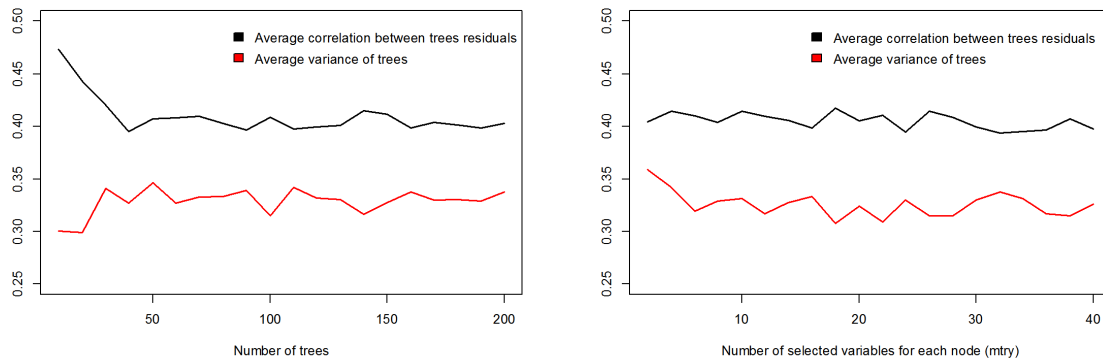 0.50
0.45
0.40
0.35
0.30
0.25
Average correlation between trees residuals
Average variance of trees
50 100 150 200
Number of trees
0.50
0.45
0.40
0.35
0.30
0.25
Average correlation between trees residuals
Average variance of trees
10 20 30 40
Number of selected variables for each node (mtry)